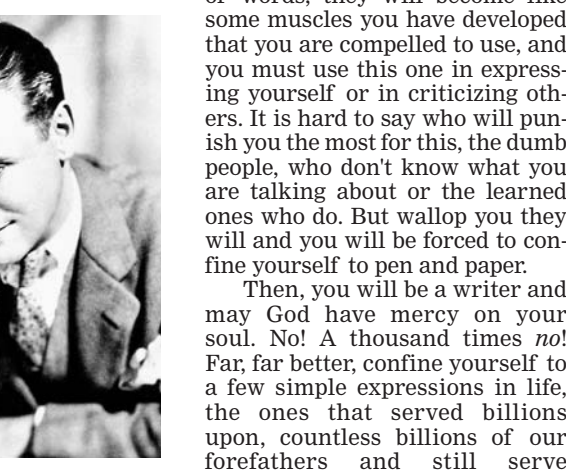 or words, they will become like
some muscles you have developed
that you are compelled to use, and
you must use this one in express-
ing yourself or in criticizing oth-
ers. It is hard to say who will pun-
ish you the most for this, the dumb
people, who don't know what you
are talking about or the learned
ones who do. But wallop you they
will and you will be forced to con-
fine yourself to pen and paper.
Then, you will be a writer and
may God have mercy on your
soul. No! A thousand times no!
Far, far better, confine yourself to
a few simple expressions in life,
the ones that served billions
upon, countless billions of our
forefathers and still serve